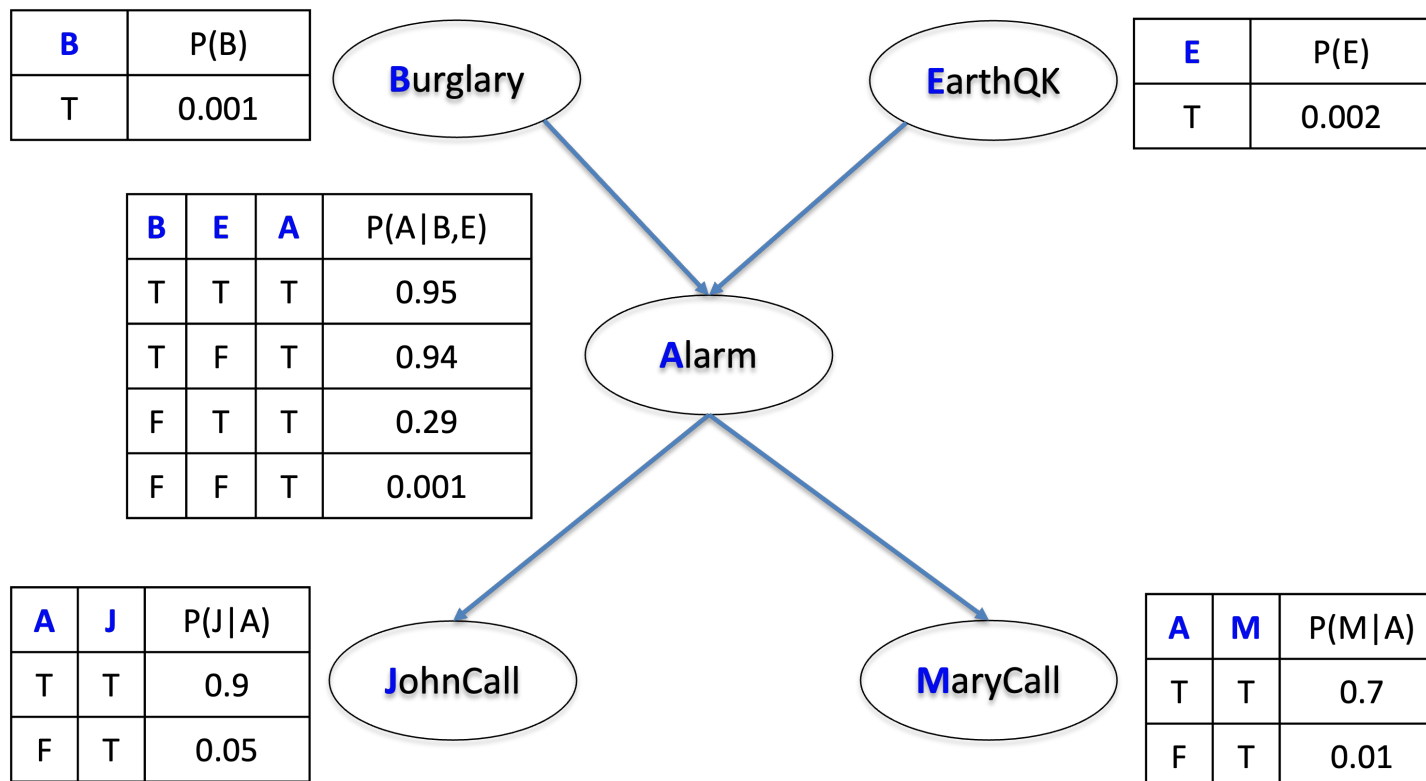 B P(B)
T 0.001
Burglary
EarthQK
E P(E)
T 0.002
B E A P(A|B,E)
T T T 0.95
T F T 0.94
F T T 0.29
F F T 0.001
Alarm
A J P(J|A)
T T 0.9
F T 0.05
JohnCall
MaryCall
A M P(M|A)
T T 0.7
F T 0.01